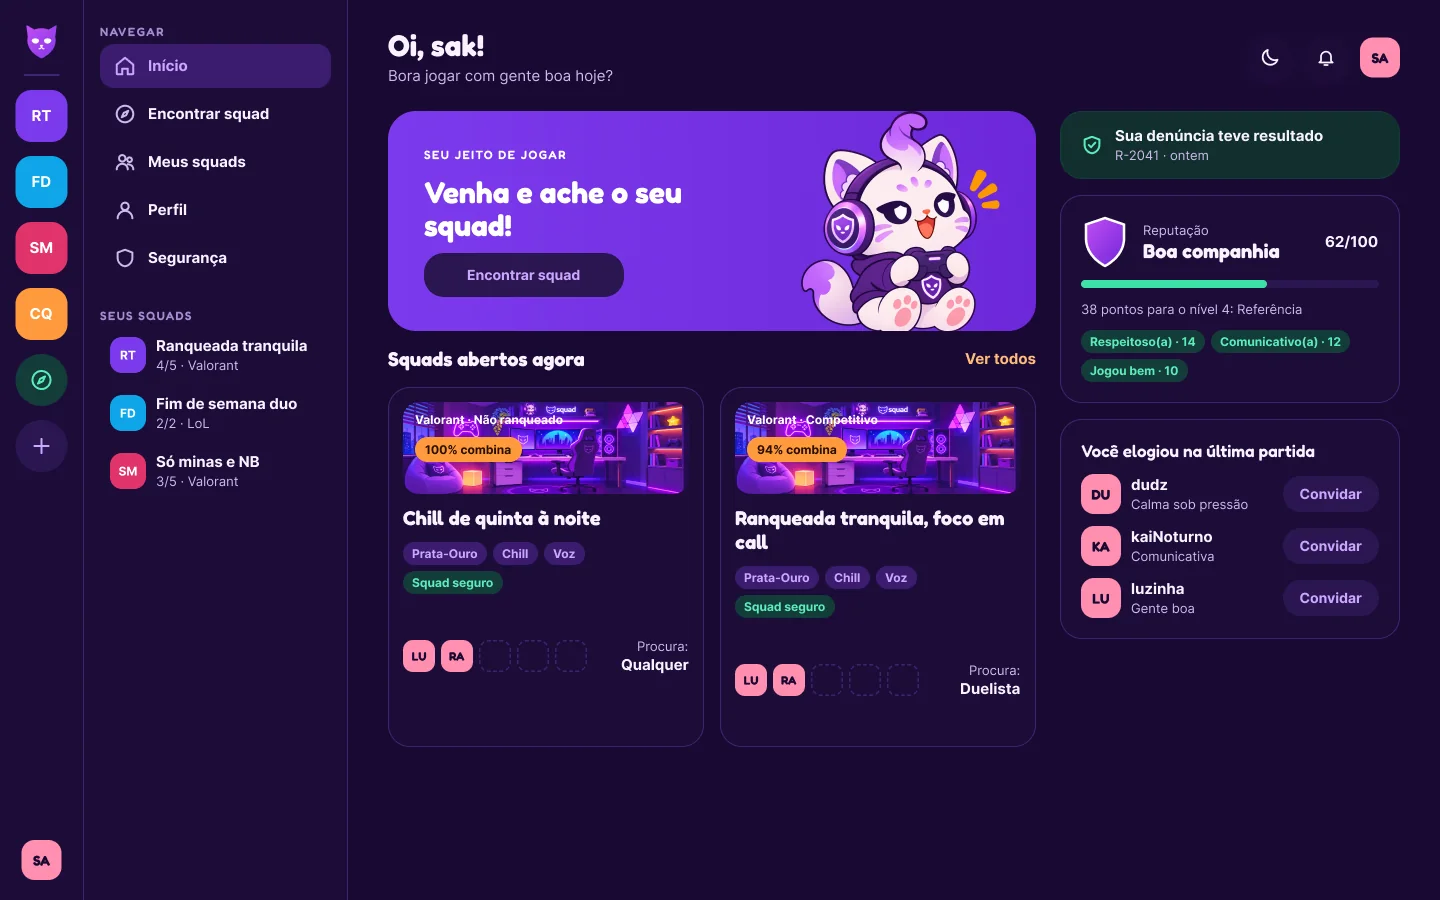 NAVEGAR
RT
FD
SM
CQ
SA
Início
Encontrar squad
Meus squads
Perfil
Segurança
SEUS SQUADS
RT
Ranqueada tranquila
4/5 · Valorant
FD
Fim de semana duo
2/2 · LoL
SM
Só minas e NB
3/5 · Valorant
Oi, sak!
Bora jogar com gente boa hoje?
SA
SEU JEITO DE JOGAR
Venha e ache o seu
squad!
Encontrar squad
Squads abertos agora
Ver todos
squad
Valorant · Não ranqueado
100% combina
Chill de quinta à noite
Prata-Ouro
Chill
Voz
Squad seguro
LU
RA
Procura:
Qualquer
squad
Valorant · Competitivo
94% combina
Ranqueada tranquila, foco em
call
Prata-Ouro
Chill
Voz
Squad seguro
LU
RA
Procura:
Duelista
Sua denúncia teve resultado
R-2041 · ontem
Reputação
Boa companhia
62/100
38 pontos para o nível 4: Referência
Respeitoso(a) · 14
Comunicativo(a) · 12
Jogou bem · 10
Você elogiou na última partida
DU
dudz
Calma sob pressão
Convidar
KA
kaiNoturno
Comunicativa
Convidar
LU
luzinha
Gente boa
Convidar